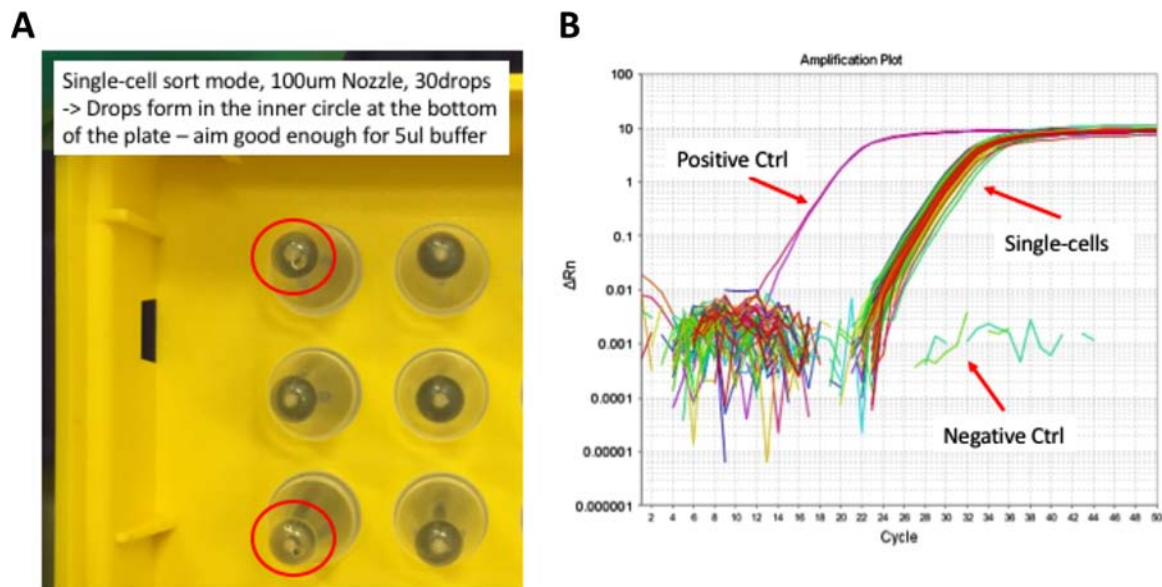 A
Single-cell sort mode, 100um Nozzle, 30drops
-> Drops form in the inner circle at the bottom
of the plate – aim good enough for 5ul buffer
B
Amplification Plot
100
10
1
0.1
0.01
0.001
0.0001
0.00001
0.000001
ΔRn
Positive Ctrl
Single-cells
Negative Ctrl
2 4 6 8 10 12 14 16 18 20 22 24 26 28 30 32 34 36 38 40 42 44 46 48 50
Cycle